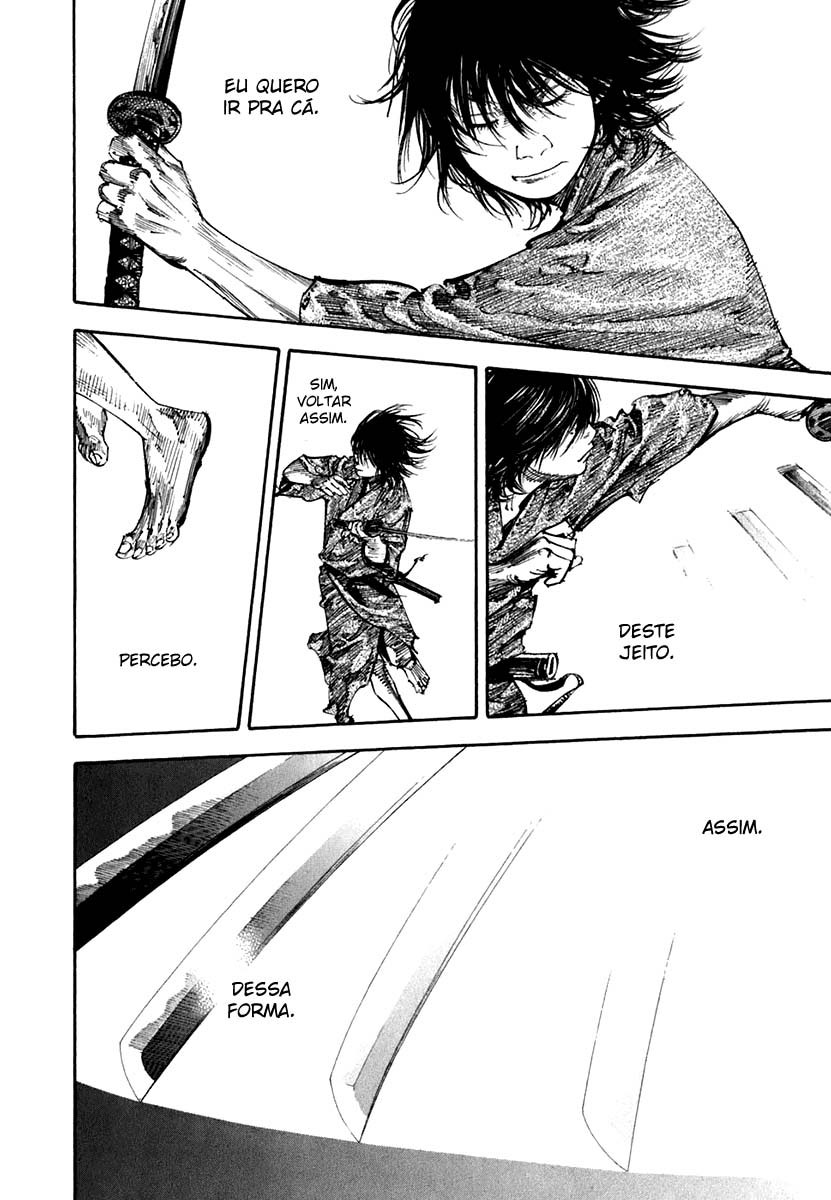 EU QUERO
IR PRA CÁ.
DESTE
JEITO.
SIM,
VOLTAR
ASSIM.
PERCEBO.
ASSIM.
DESSA
FORMA.